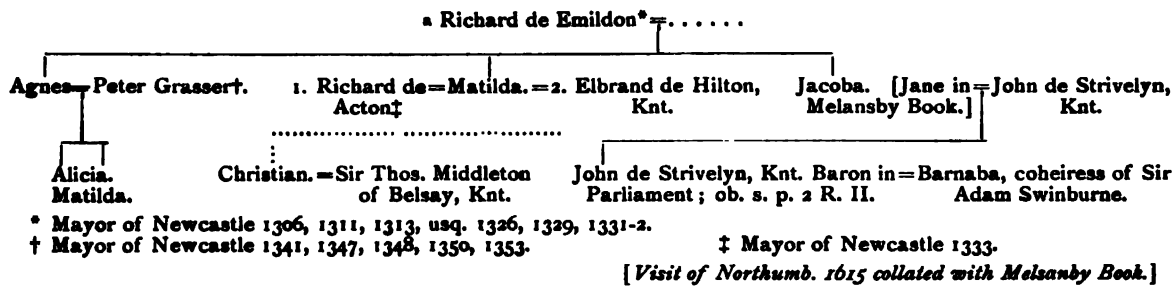 a Richard de Emildon*=......
Agnes=Peter Grassert†. 1. Richard de=Matilda.=2. Elbrand de Hilton, Jacoba. [Jane in=John de Strivelyn,
Acton‡ Knt. Melansby Book.] Knt.
Alicia. Christian.=Sir Thos. Middleton John de Strivelyn, Knt. Baron in=Barnaba, coheiress of Sir
Matilda. of Belsay, Knt. Parliament; ob. s. p. 2 R. II. Adam Swinburne.
* Mayor of Newcastle 1306, 1311, 1313, usq. 1326, 1329, 1331-2.
† Mayor of Newcastle 1341, 1347, 1348, 1350, 1353. ‡ Mayor of Newcastle 1333.
[Visit of Northumb. 1615 collated with Melsanby Book.]